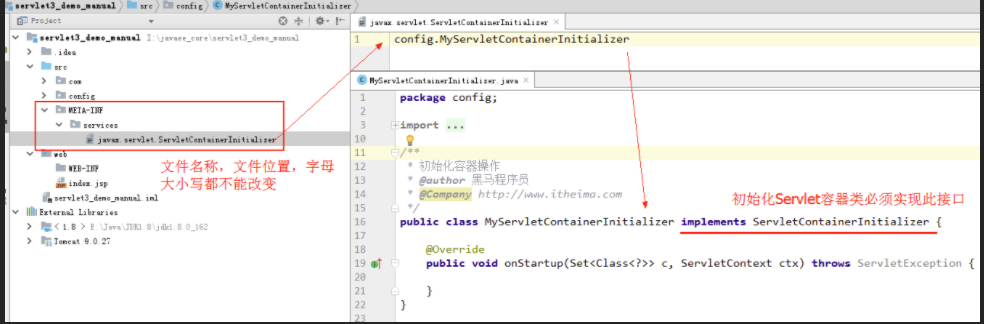 servlet3_demo_manual src config MyServletContainerInitializer
Project
servlet3_demo_manual I:\javaee_core\servlet3_demo_manual
.idea
src
com
config
META-INF
services
javax.servlet.ServletContainerInitializer
web
WEB-INF
index.jsp
servlet3_demo_manual.iml
External Libraries
< 1.8 > E:\Java\JDK1.8\jdk1.8.0_162
Tomcat 9.0.27
文件名称，文件位置，字母
大小写都不能改变
javax.servlet.ServletContainerInitializer
1 config.MyServletContainerInitializer
MyServletContainerInitializer.java
1 package config;
2
3 import ...
10
11 /**
12 * 初始化容器操作
13 * @author 黑马程序员
14 * @Company http://www.itheima.com
15 */
初始化Servlet容器类必须实现此接口
16 public class MyServletContainerInitializer implements ServletContainerInitializer {
17
18 @Override
19 public void onStartup(Set<Class<?>> c, ServletContext ctx) throws ServletException {
20
21 }
22 }
23